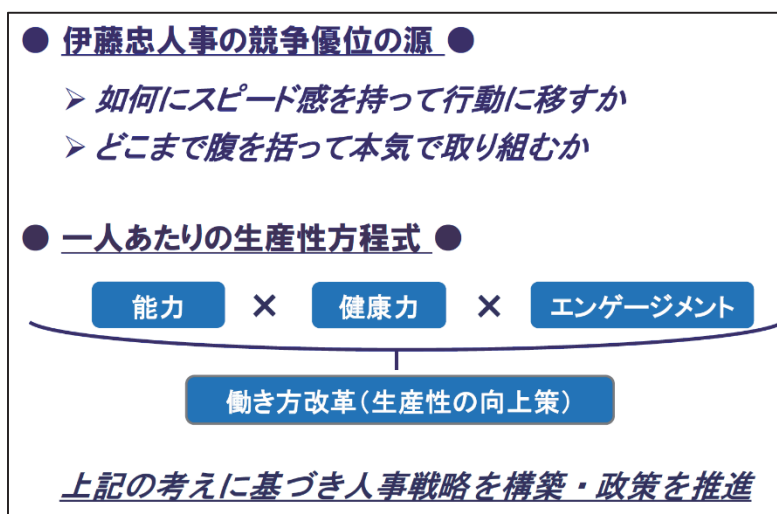 ● 伊藤忠人事の競争優位の源 ●
➢ 如何にスピード感を持って行動に移すか
➢ どこまで腹を括って本気で取り組むか
● 一人あたりの生産性方程式 ●
能力 × 健康力 × エンゲージメント
働き方改革(生産性の向上策)
上記の考えに基づき人事戦略を構築・政策を推進